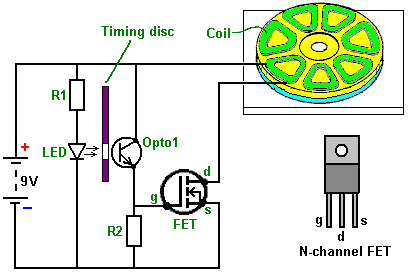 Timing disc
Coil
R1
Opto1
LED
+
9V
−
d
g
s
FET
R2
g
s
d
N-channel FET